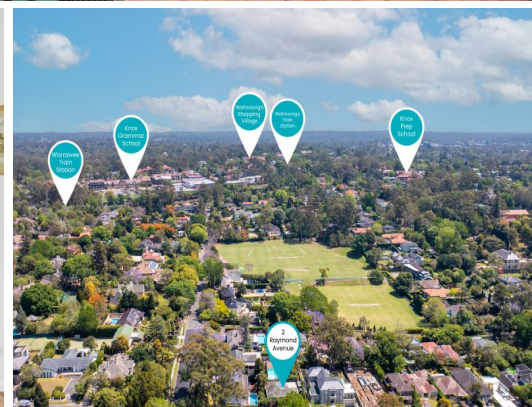 Warrawee
Train
Station
Knox
Grammar
School
Wahroonga
Shopping
Village
Wahroonga
Train
Station
Knox
Prep
School
2
Raymond
Avenue